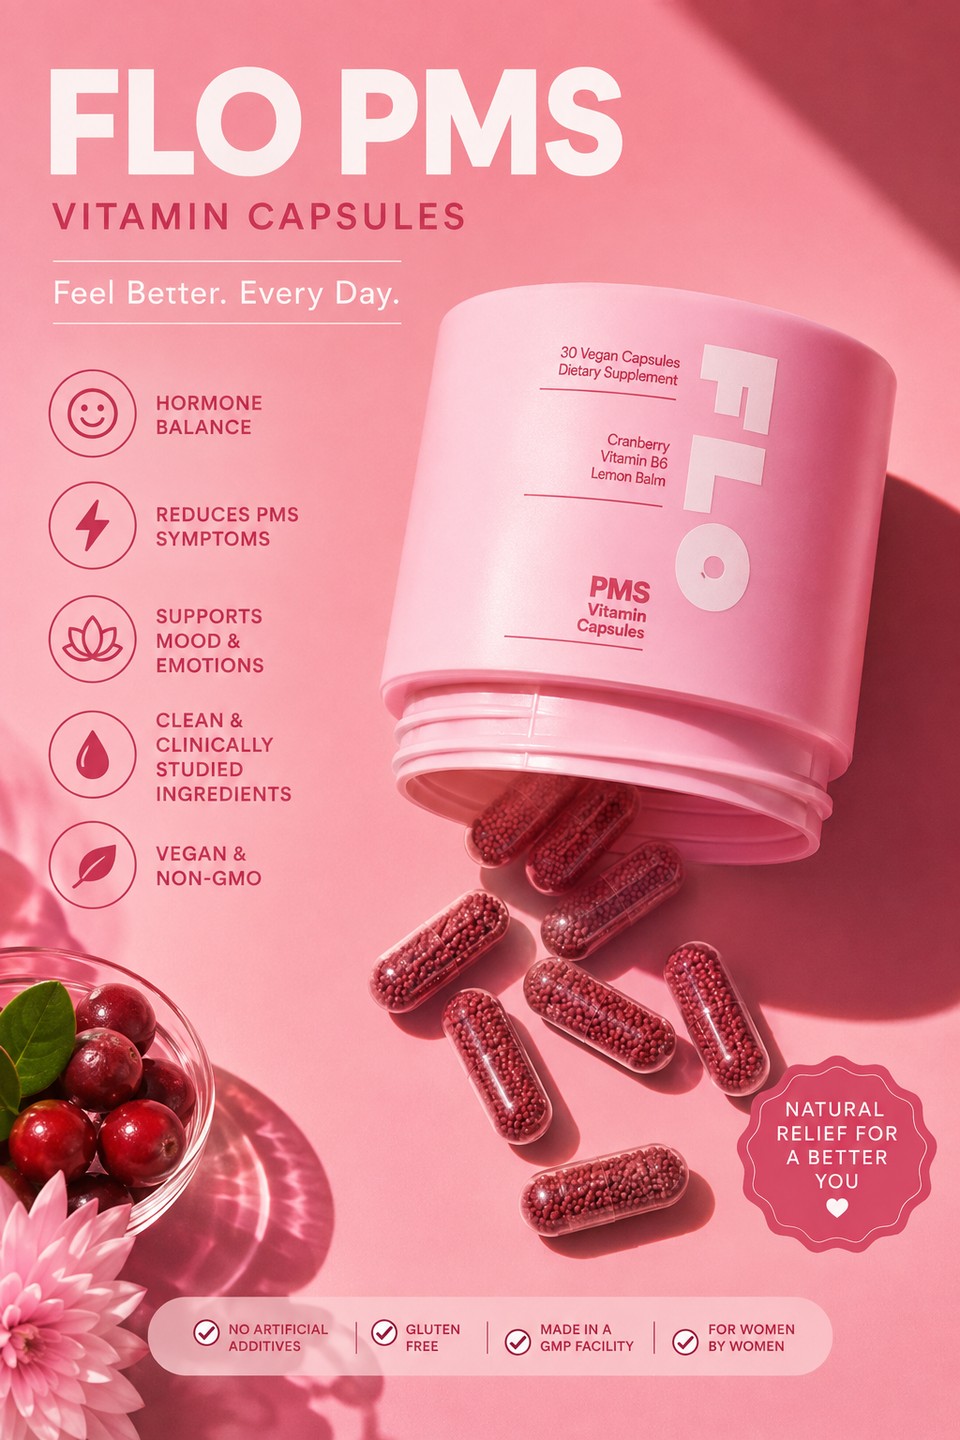 FLO PMS
VITAMIN CAPSULES
Feel Better. Every Day.
HORMONE
BALANCE
REDUCES PMS
SYMPTOMS
SUPPORTS
MOOD &
EMOTIONS
CLEAN &
CLINICALLY
STUDIED
INGREDIENTS
VEGAN &
NON-GMO
30 Vegan Capsules
Dietary Supplement
Cranberry
Vitamin B6
Lemon Balm
PMS
Vitamin
Capsules
FLO
NATURAL
RELIEF FOR
A BETTER
YOU
NO ARTIFICIAL
ADDITIVES
GLUTEN
FREE
MADE IN A
GMP FACILITY
FOR WOMEN
BY WOMEN